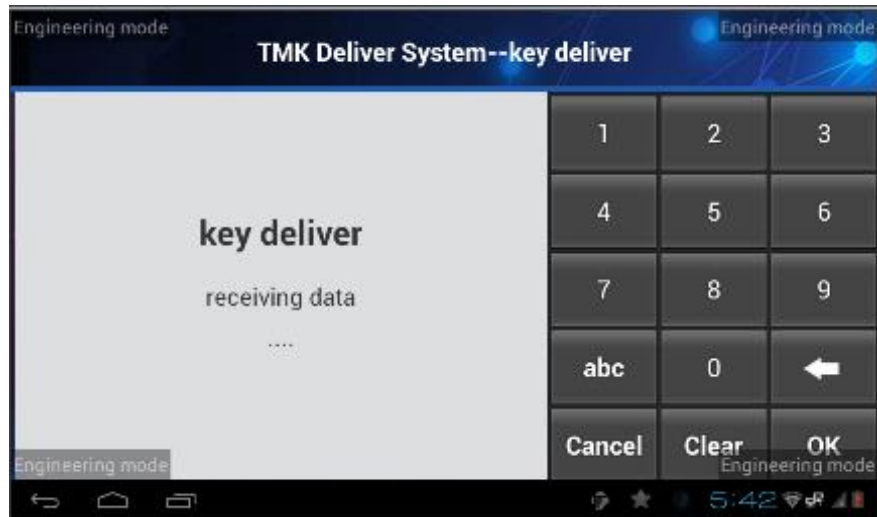 Engineering mode
Engineering mode
TMK Deliver System--key deliver
key deliver
receiving data
....
1 2 3
4 5 6
7 8 9
abc 0
Cancel Clear OK
Engineering mode
Engineering mode
5:42